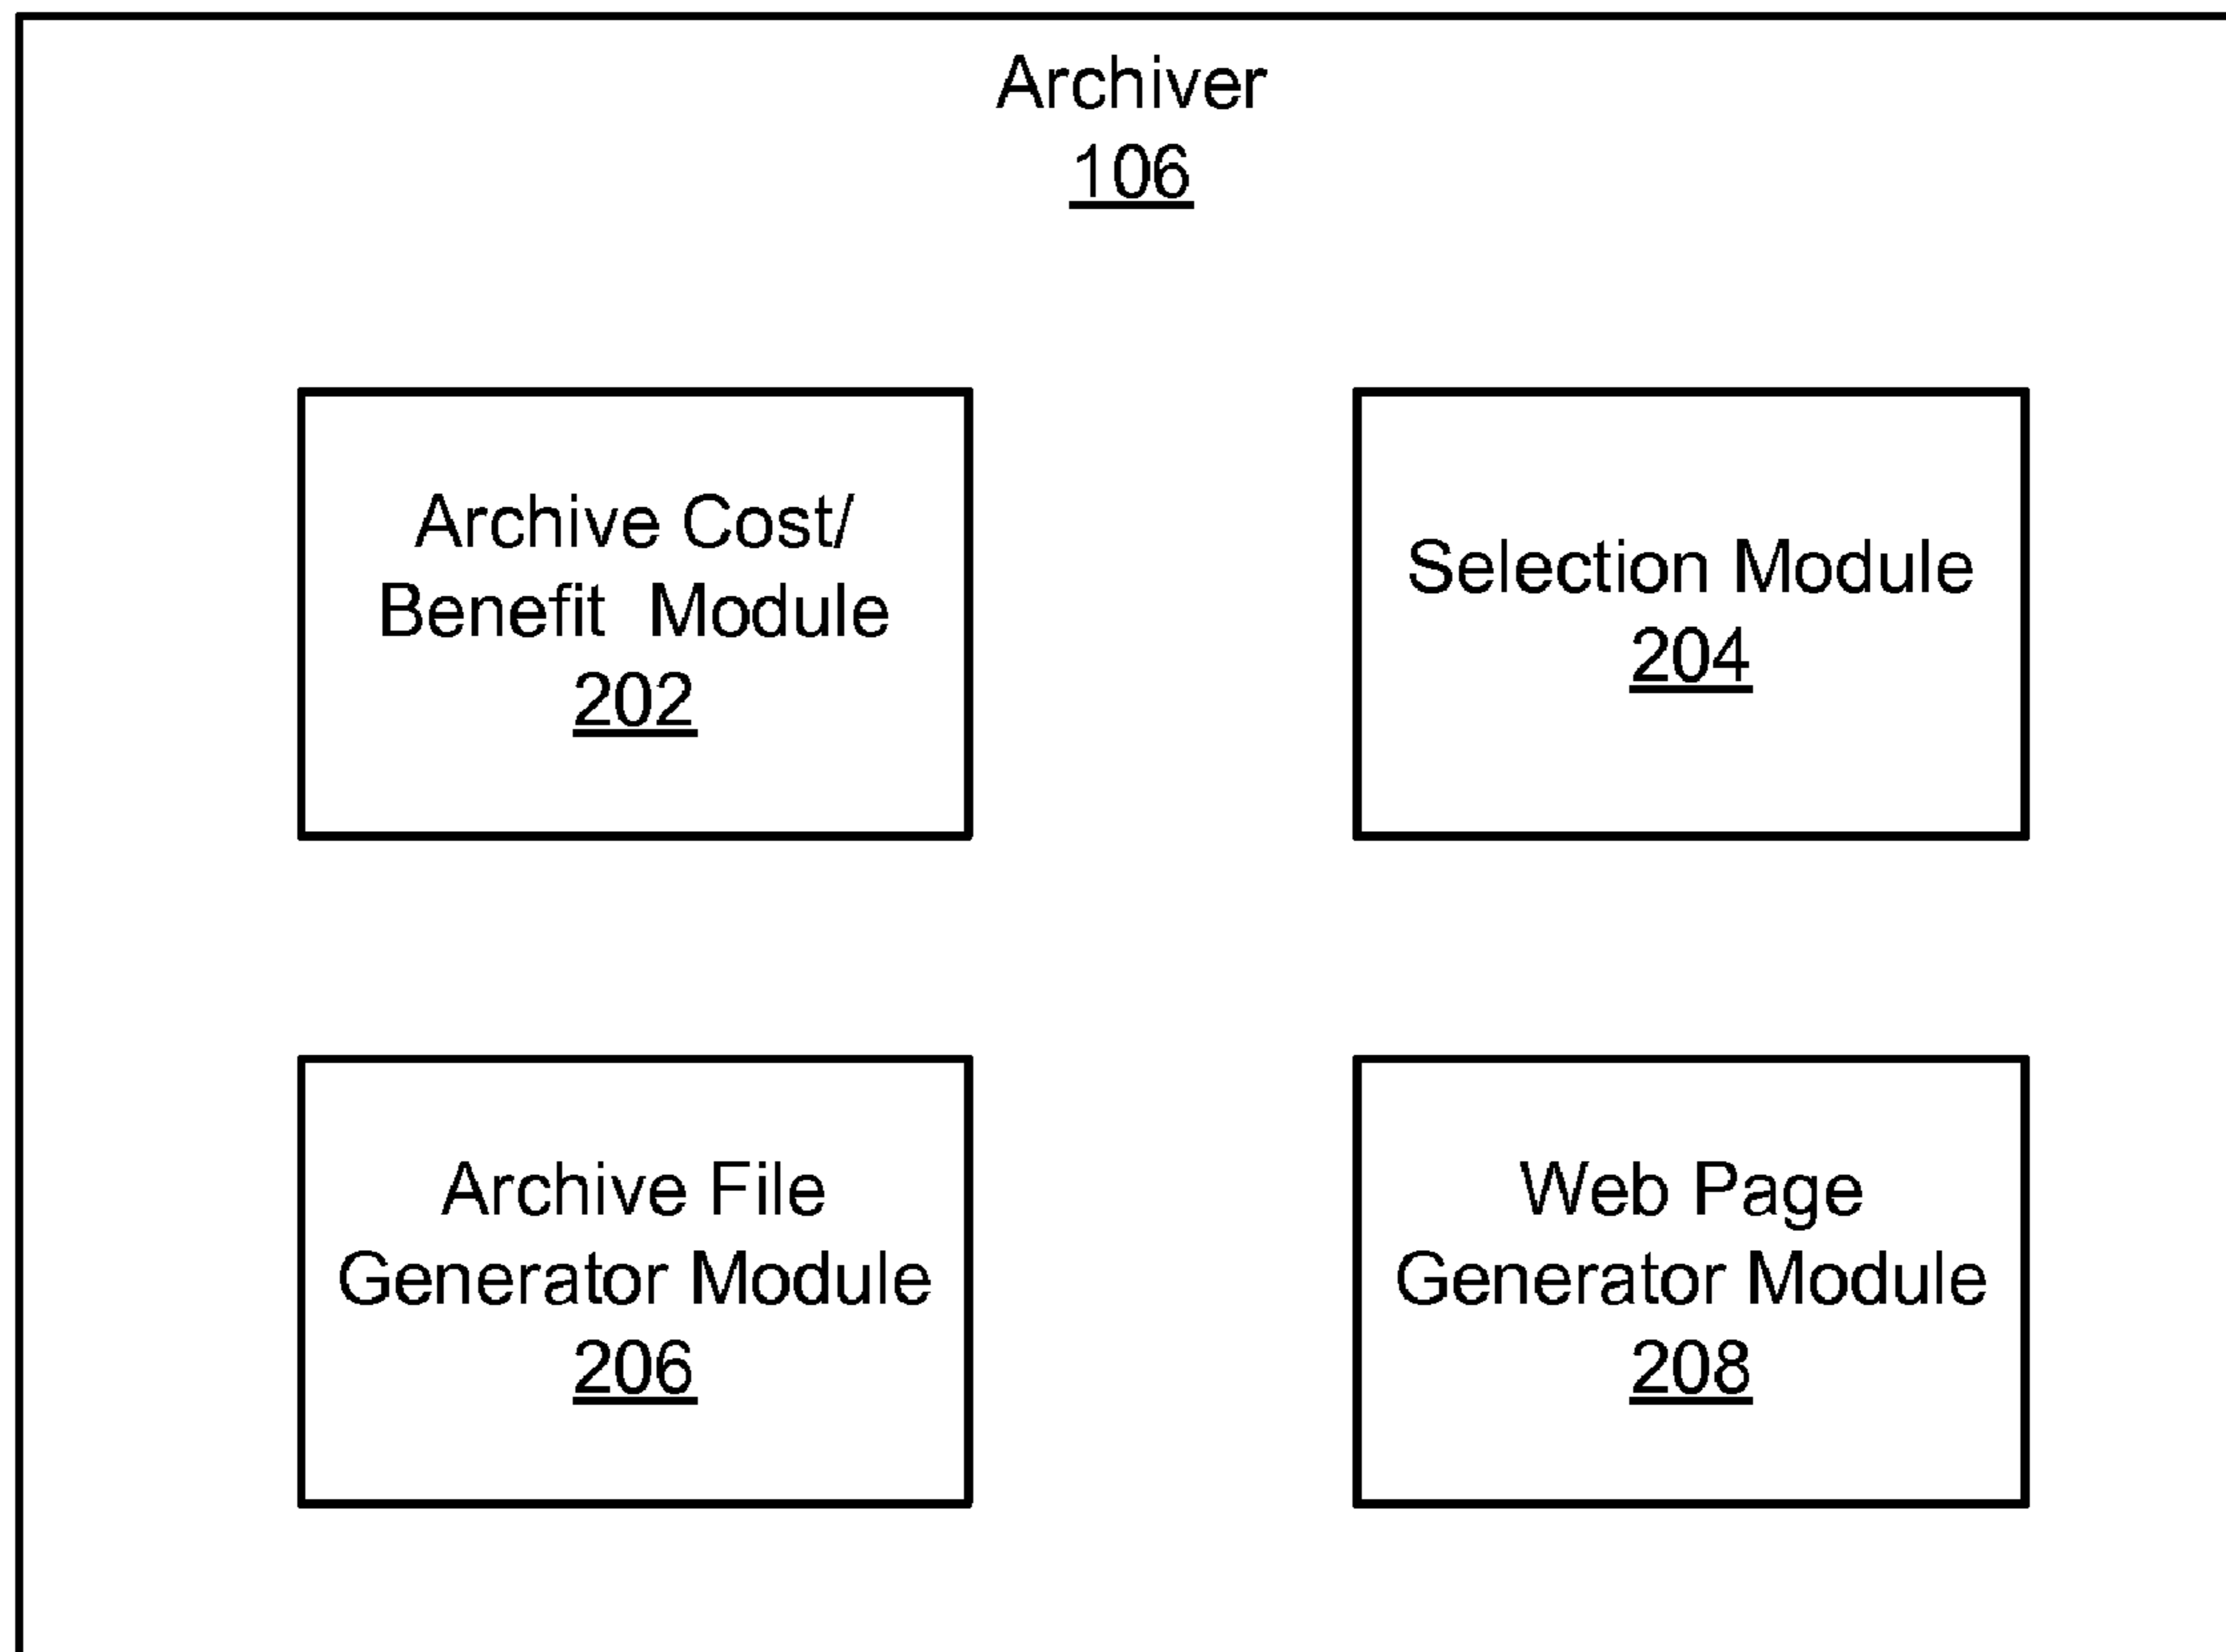 Archiver
106
Archive Cost/
Benefit Module
202
Selection Module
204
Archive File
Generator Module
206
Web Page
Generator Module
208